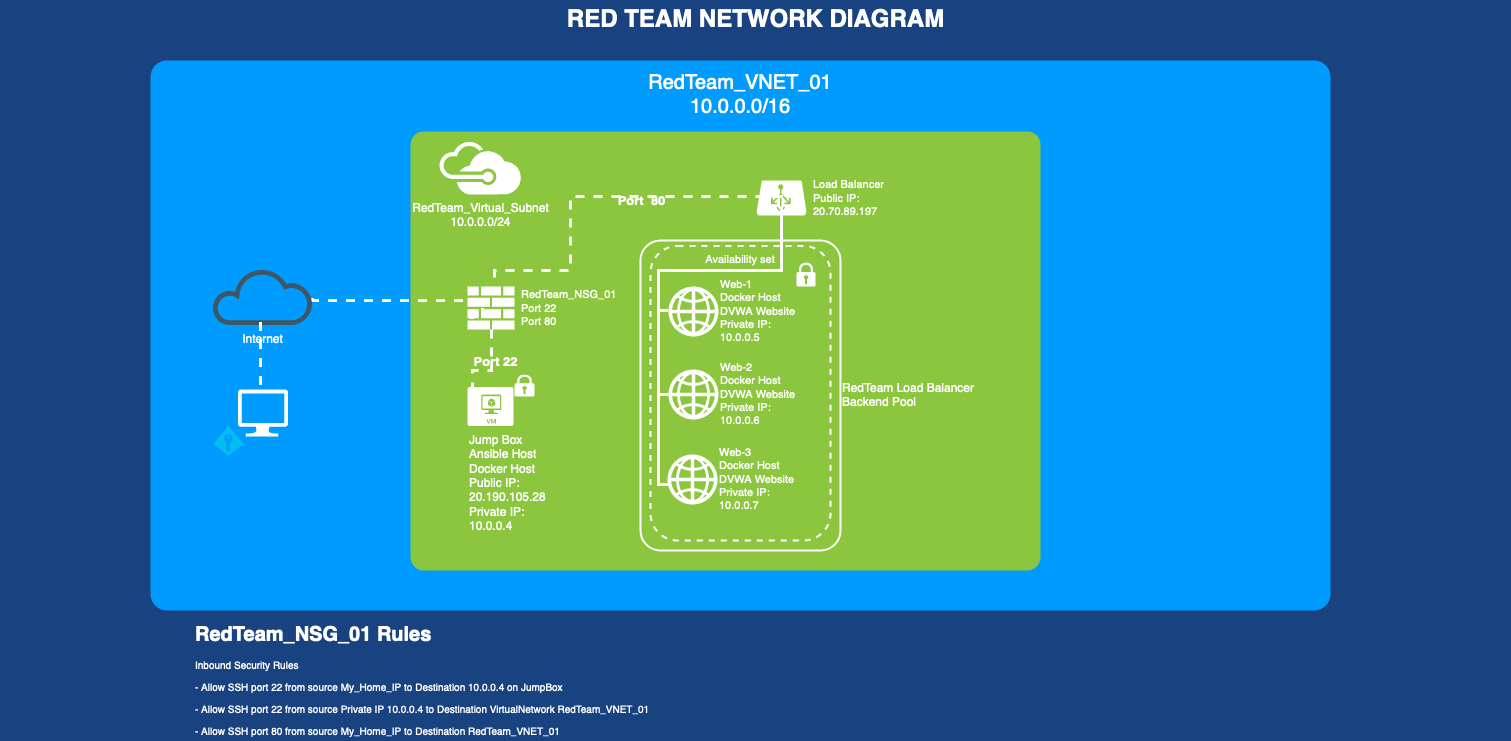 RED TEAM NETWORK DIAGRAM
RedTeam_VNET_01
10.0.0.0/16
RedTeam_Virtual_Subnet
10.0.0.0/24
Port 80
Load Balancer
Public IP:
20.70.89.197
Availability set
Web-1
Docker Host
DVWA Website
Private IP:
10.0.0.5
Web-2
Docker Host
DVWA Website
Private IP:
10.0.0.6
Web-3
Docker Host
DVWA Website
Private IP:
10.0.0.7
RedTeam Load Balancer
Backend Pool
RedTeam_NSG_01
Port 22
Port 80
Internet
Port 22
VM
Jump Box
Ansible Host
Docker Host
Public IP:
20.190.105.28
Private IP:
10.0.0.4
RedTeam_NSG_01 Rules
Inbound Security Rules
- Allow SSH port 22 from source My_Home_IP to Destination 10.0.0.4 on JumpBox
- Allow SSH port 22 from source Private IP 10.0.0.4 to Destination VirtualNetwork RedTeam_VNET_01
- Allow SSH port 80 from source My_Home_IP to Destination RedTeam_VNET_01